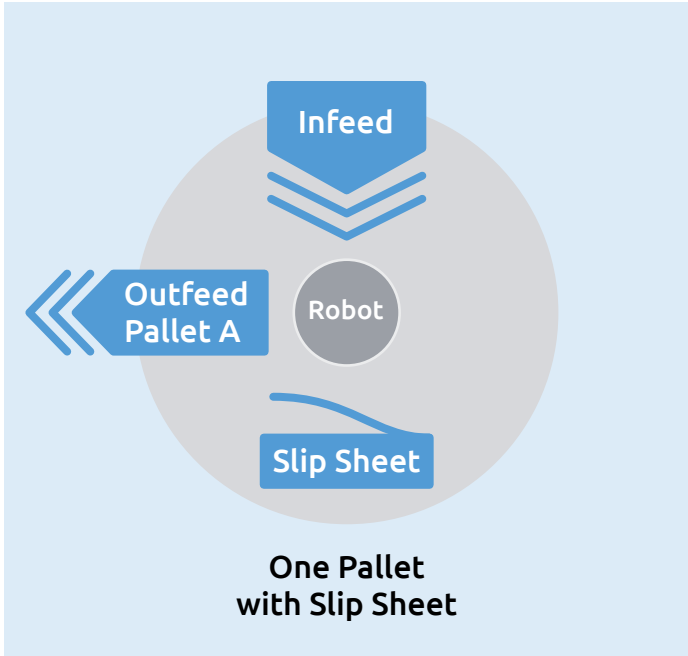 Infeed
Outfeed
Pallet A
Robot
Slip Sheet
One Pallet
with Slip Sheet